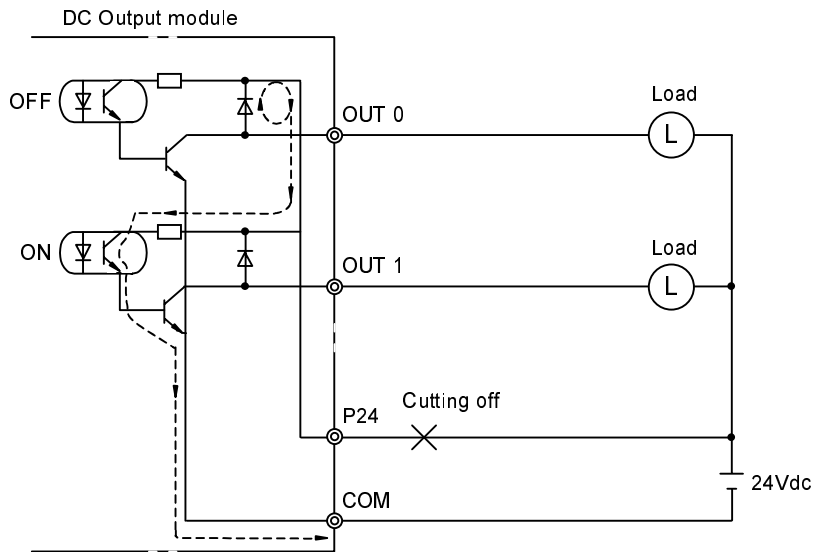 DC Output module
Load
OFF
OUT 0
L
Load
ON
OUT 1
L
Cutting off
P24
24Vdc
COM